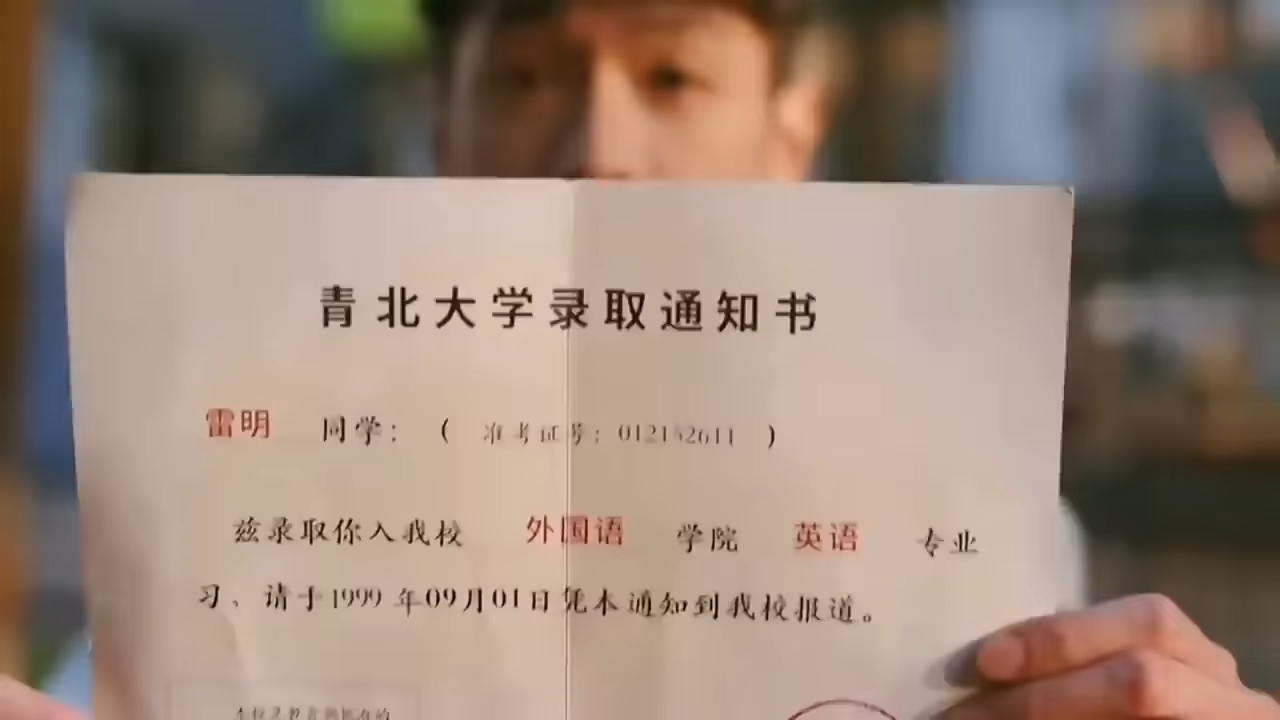 青北大学录取通知书
雷明 同学：（ 准考证号：012152611 ）
兹录取你入我校 外国语 学院 英语 专业
习、请于1999年09月01日凭本通知到我校报道。